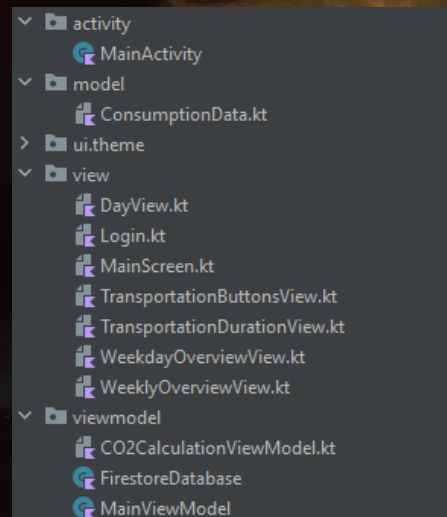 activity
MainActivity
model
ConsumptionData.kt
ui.theme
view
DayView.kt
Login.kt
MainScreen.kt
TransportationButtonsView.kt
TransportationDurationView.kt
WeekdayOverviewView.kt
WeeklyOverviewView.kt
viewmodel
CO2CalculationViewModel.kt
FirestoreDatabase
MainViewModel